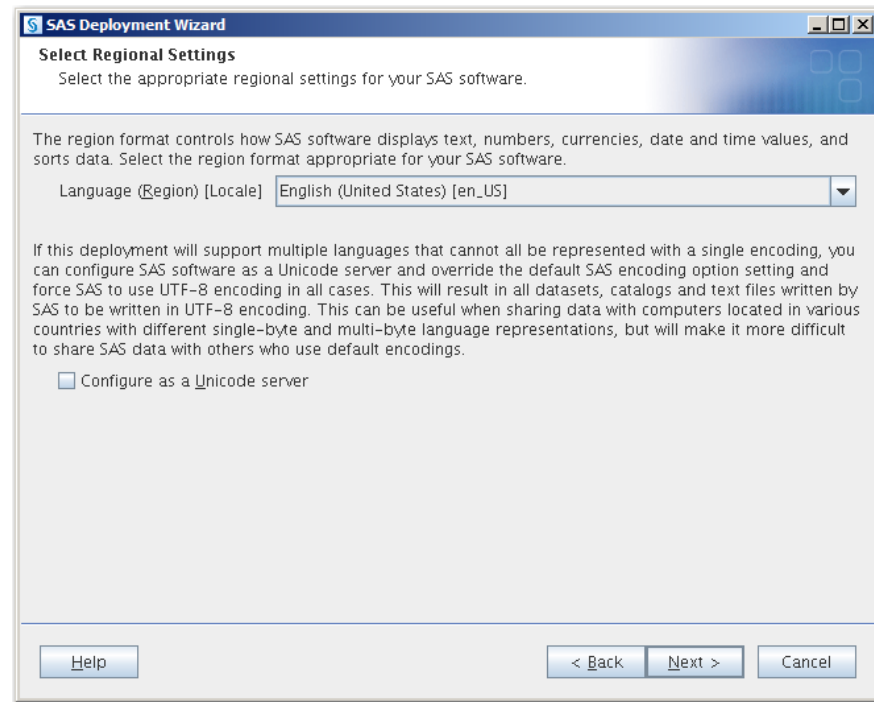 SAS Deployment Wizard
Select Regional Settings
Select the appropriate regional settings for your SAS software.
The region format controls how SAS software displays text, numbers, currencies, date and time values, and
sorts data. Select the region format appropriate for your SAS software.
Language (Region) [Locale] English (United States) [en_US]
If this deployment will support multiple languages that cannot all be represented with a single encoding, you
can configure SAS software as a Unicode server and override the default SAS encoding option setting and
force SAS to use UTF-8 encoding in all cases. This will result in all datasets, catalogs and text files written by
SAS to be written in UTF-8 encoding. This can be useful when sharing data with computers located in various
countries with different single-byte and multi-byte language representations, but will make it more difficult
to share SAS data with others who use default encodings.
Configure as a Unicode server
Help < Back Next > Cancel